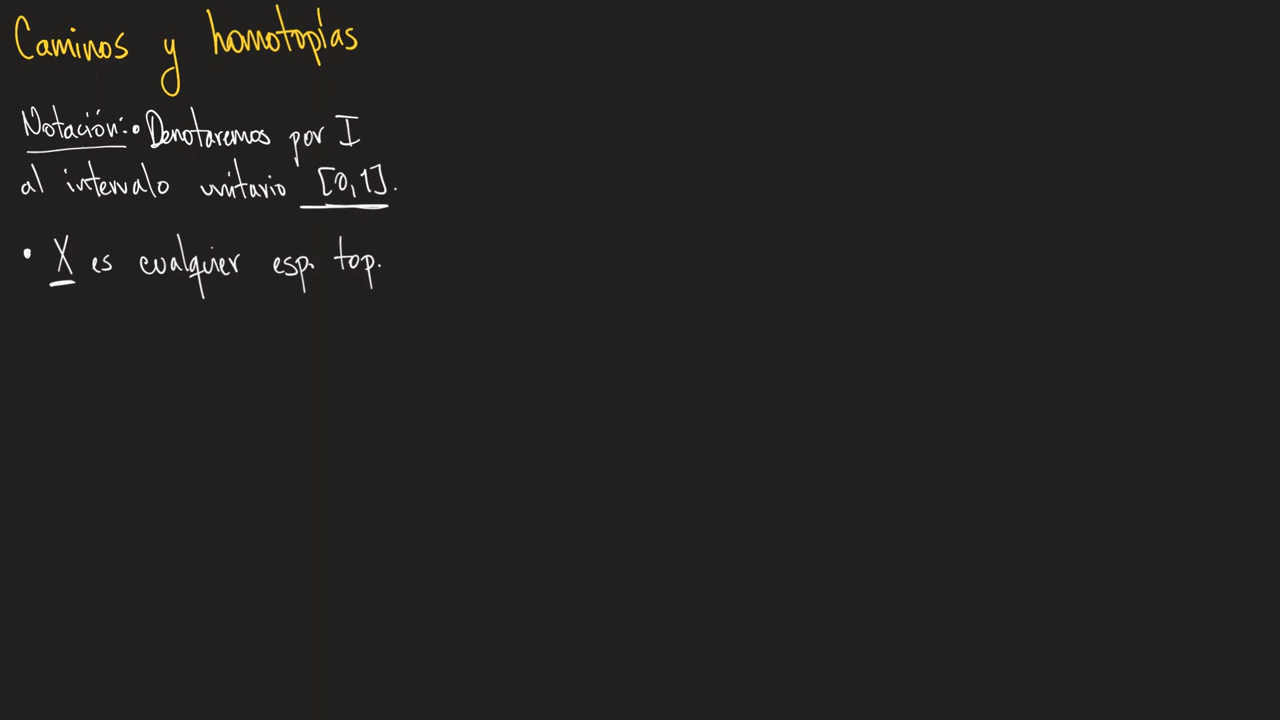 Caminos y homotopías
Notación: • Denotaremos por I
al intervalo unitario [0,1].
• X es cualquier esp. top.